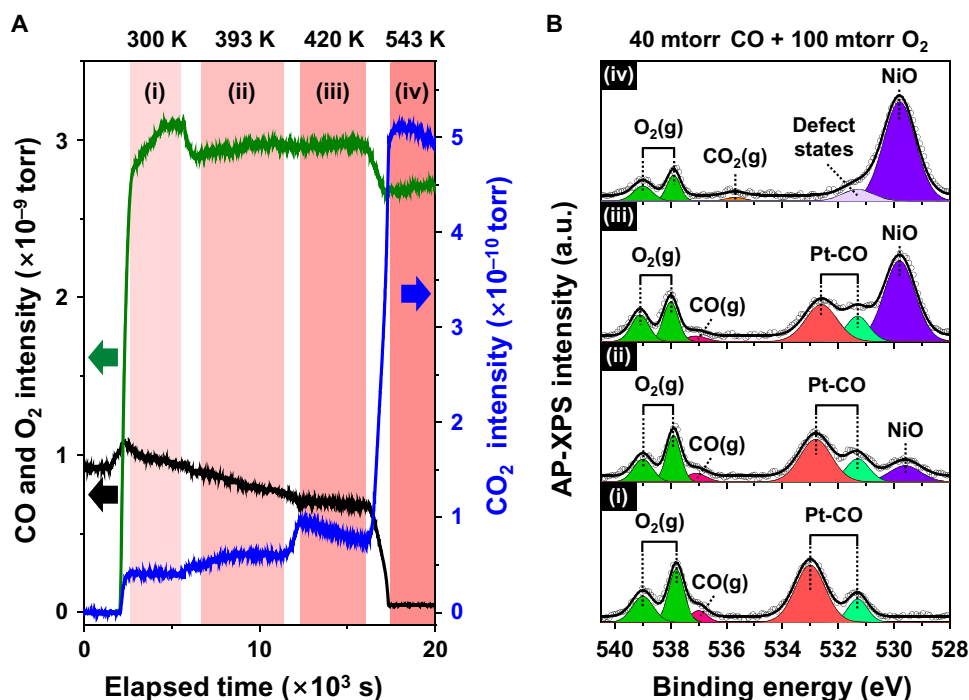 A
300 K 393 K 420 K 543 K
(i) (ii) (iii) (iv)
CO and O₂ intensity (×10⁻⁹ torr)
3
2
1
0
CO₂ intensity (×10⁻¹⁰ torr)
5
4
3
2
1
0
0 10 20
Elapsed time (×10³ s)
B
40 mtorr CO + 100 mtorr O₂
AP-XPS intensity (a.u.)
(iv)
O₂(g)
CO₂(g)
Defect
states
NiO
(iii)
O₂(g)
CO(g)
Pt-CO
NiO
(ii)
O₂(g)
CO(g)
Pt-CO
NiO
(i)
O₂(g)
CO(g)
Pt-CO
540 538 536 534 532 530 528
Binding energy (eV)